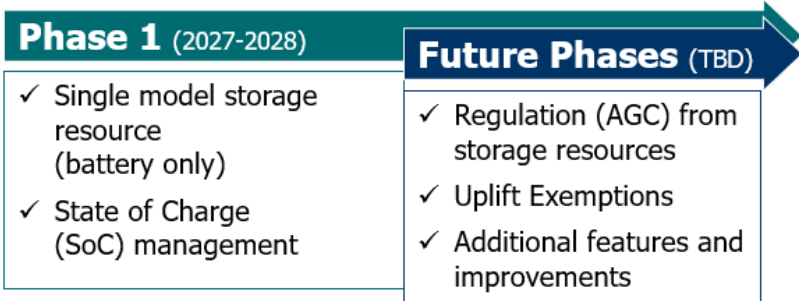 Phase 1 (2027-2028)
✓ Single model storage
resource
(battery only)
✓ State of Charge
(SoC) management
Future Phases (TBD)
✓ Regulation (AGC) from
storage resources
✓ Uplift Exemptions
✓ Additional features and
improvements